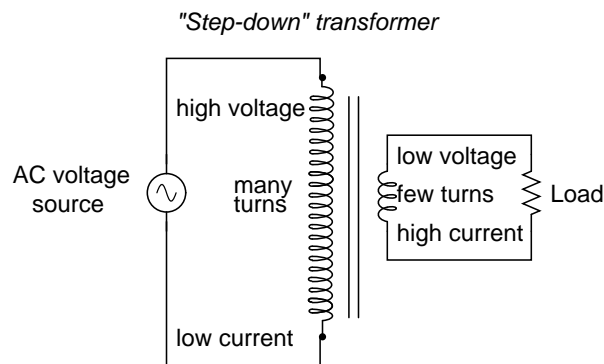 "Step-down" transformer
high voltage
AC voltage
source
many
turns
low current
low voltage
few turns
high current
Load